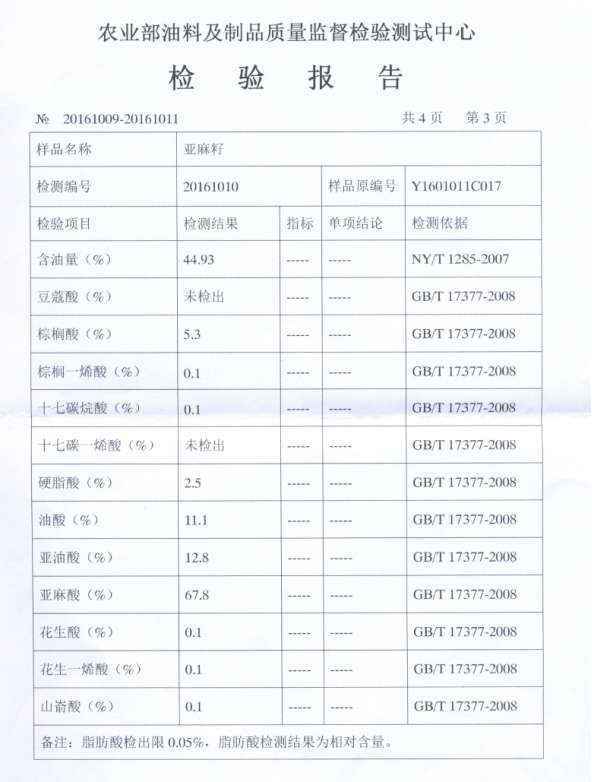 农业部油料及制品质量监督检验测试中心
检 验 报 告
№ 20161009-20161011 共 4 页 第 3 页
样品名称 亚麻籽
检测编号 20161010 样品原编号 Y1601011C017
检验项目 检测结果 指标 单项结论 检测依据
含油量（%） 44.93 ----- ----- NY/T 1285-2007
豆蔻酸（%） 未检出 ----- ----- GB/T 17377-2008
棕榈酸（%） 5.3 ----- ----- GB/T 17377-2008
棕榈一烯酸（%） 0.1 ----- ----- GB/T 17377-2008
十七碳烷酸（%） 0.1 ----- ----- GB/T 17377-2008
十七碳一烯酸（%） 未检出 ----- ----- GB/T 17377-2008
硬脂酸（%） 2.5 ----- ----- GB/T 17377-2008
油酸（%） 11.1 ----- ----- GB/T 17377-2008
亚油酸（%） 12.8 ----- ----- GB/T 17377-2008
亚麻酸（%） 67.8 ----- ----- GB/T 17377-2008
花生酸（%） 0.1 ----- ----- GB/T 17377-2008
花生一烯酸（%） 0.1 ----- ----- GB/T 17377-2008
山嵛酸（%） 0.1 ----- ----- GB/T 17377-2008
备注：脂肪酸检出限 0.05%，脂肪酸检测结果为相对含量。